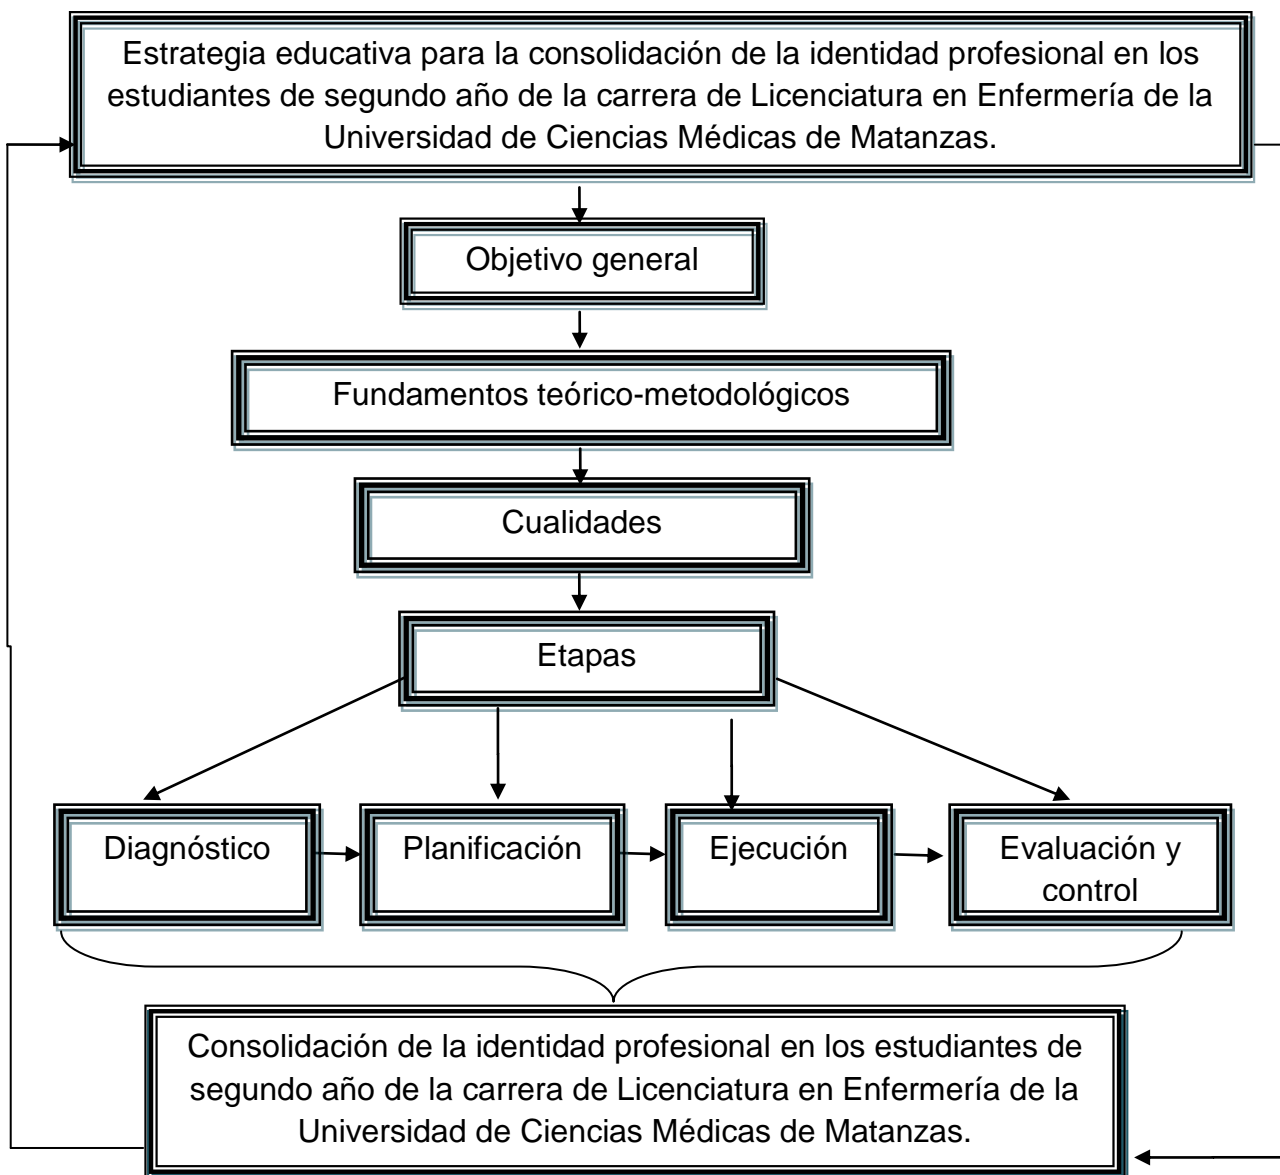 Estrategia educativa para la consolidación de la identidad profesional en los
estudiantes de segundo año de la carrera de Licenciatura en Enfermería de la
Universidad de Ciencias Médicas de Matanzas.
Objetivo general
Fundamentos teórico-metodológicos
Cualidades
Etapas
Diagnóstico
Planificación
Ejecución
Evaluación y
control
Consolidación de la identidad profesional en los estudiantes de
segundo año de la carrera de Licenciatura en Enfermería de la
Universidad de Ciencias Médicas de Matanzas.